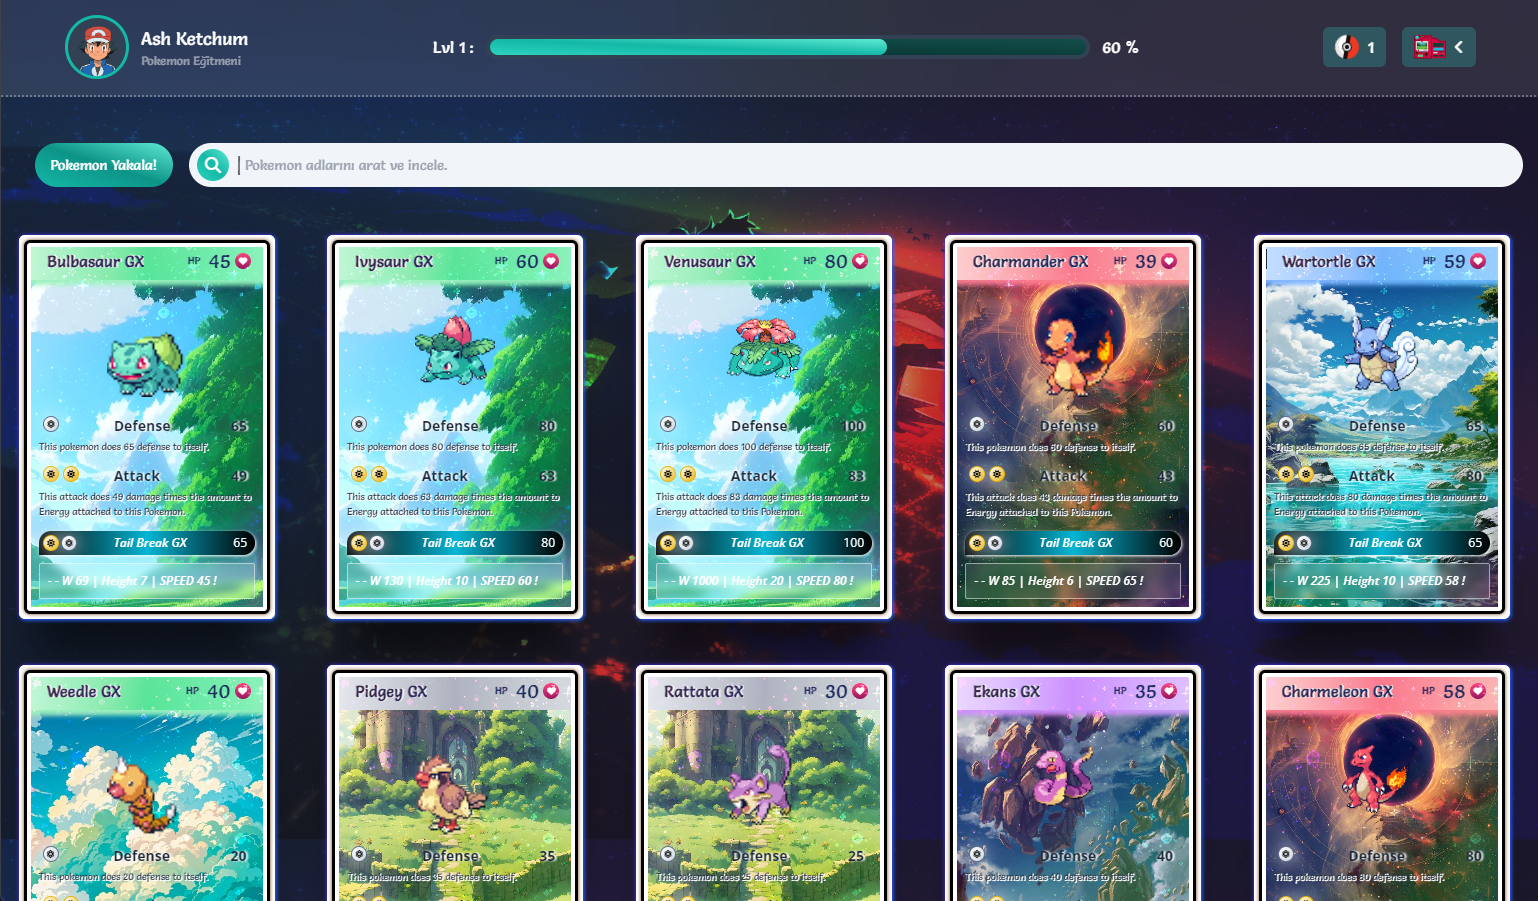 Ash Ketchum
Pokemon Eğitmeni
Lvl 1 :
60 %
1
Pokemon Yakala!
Pokemon adlarını arat ve incele.
Bulbasaur GX HP 45
Defense 65
This pokemon does 65 defense to itself.
Attack 49
This attack does 49 damage times the amount to
Energy attached to this Pokemon.
Tail Break GX 65
- - W 69 | Height 7 | SPEED 45 !
Ivysaur GX HP 60
Defense 80
This pokemon does 80 defense to itself.
Attack 63
This attack does 63 damage times the amount to
Energy attached to this Pokemon.
Tail Break GX 80
- - W 130 | Height 10 | SPEED 60 !
Venusaur GX HP 80
Defense 100
This pokemon does 100 defense to itself.
Attack 83
This attack does 83 damage times the amount to
Energy attached to this Pokemon.
Tail Break GX 100
- - W 1000 | Height 20 | SPEED 80 !
Charmander GX HP 39
Defense 60
This pokemon does 60 defense to itself.
Attack 43
This attack does 43 damage times the amount to
Energy attached to this Pokemon.
Tail Break GX 60
- - W 85 | Height 6 | SPEED 65 !
Wartortle GX HP 59
Defense 65
This pokemon does 65 defense to itself.
Attack 80
This attack does 80 damage times the amount to
Energy attached to this Pokemon.
Tail Break GX 65
- - W 225 | Height 10 | SPEED 58 !
Weedle GX HP 40
Defense 20
This pokemon does 20 defense to itself.
Pidgey GX HP 40
Defense 35
This pokemon does 35 defense to itself.
Rattata GX HP 30
Defense 25
This pokemon does 25 defense to itself.
Ekans GX HP 35
Defense 40
This pokemon does 40 defense to itself.
Charmeleon GX HP 58
Defense 80
This pokemon does 80 defense to itself.